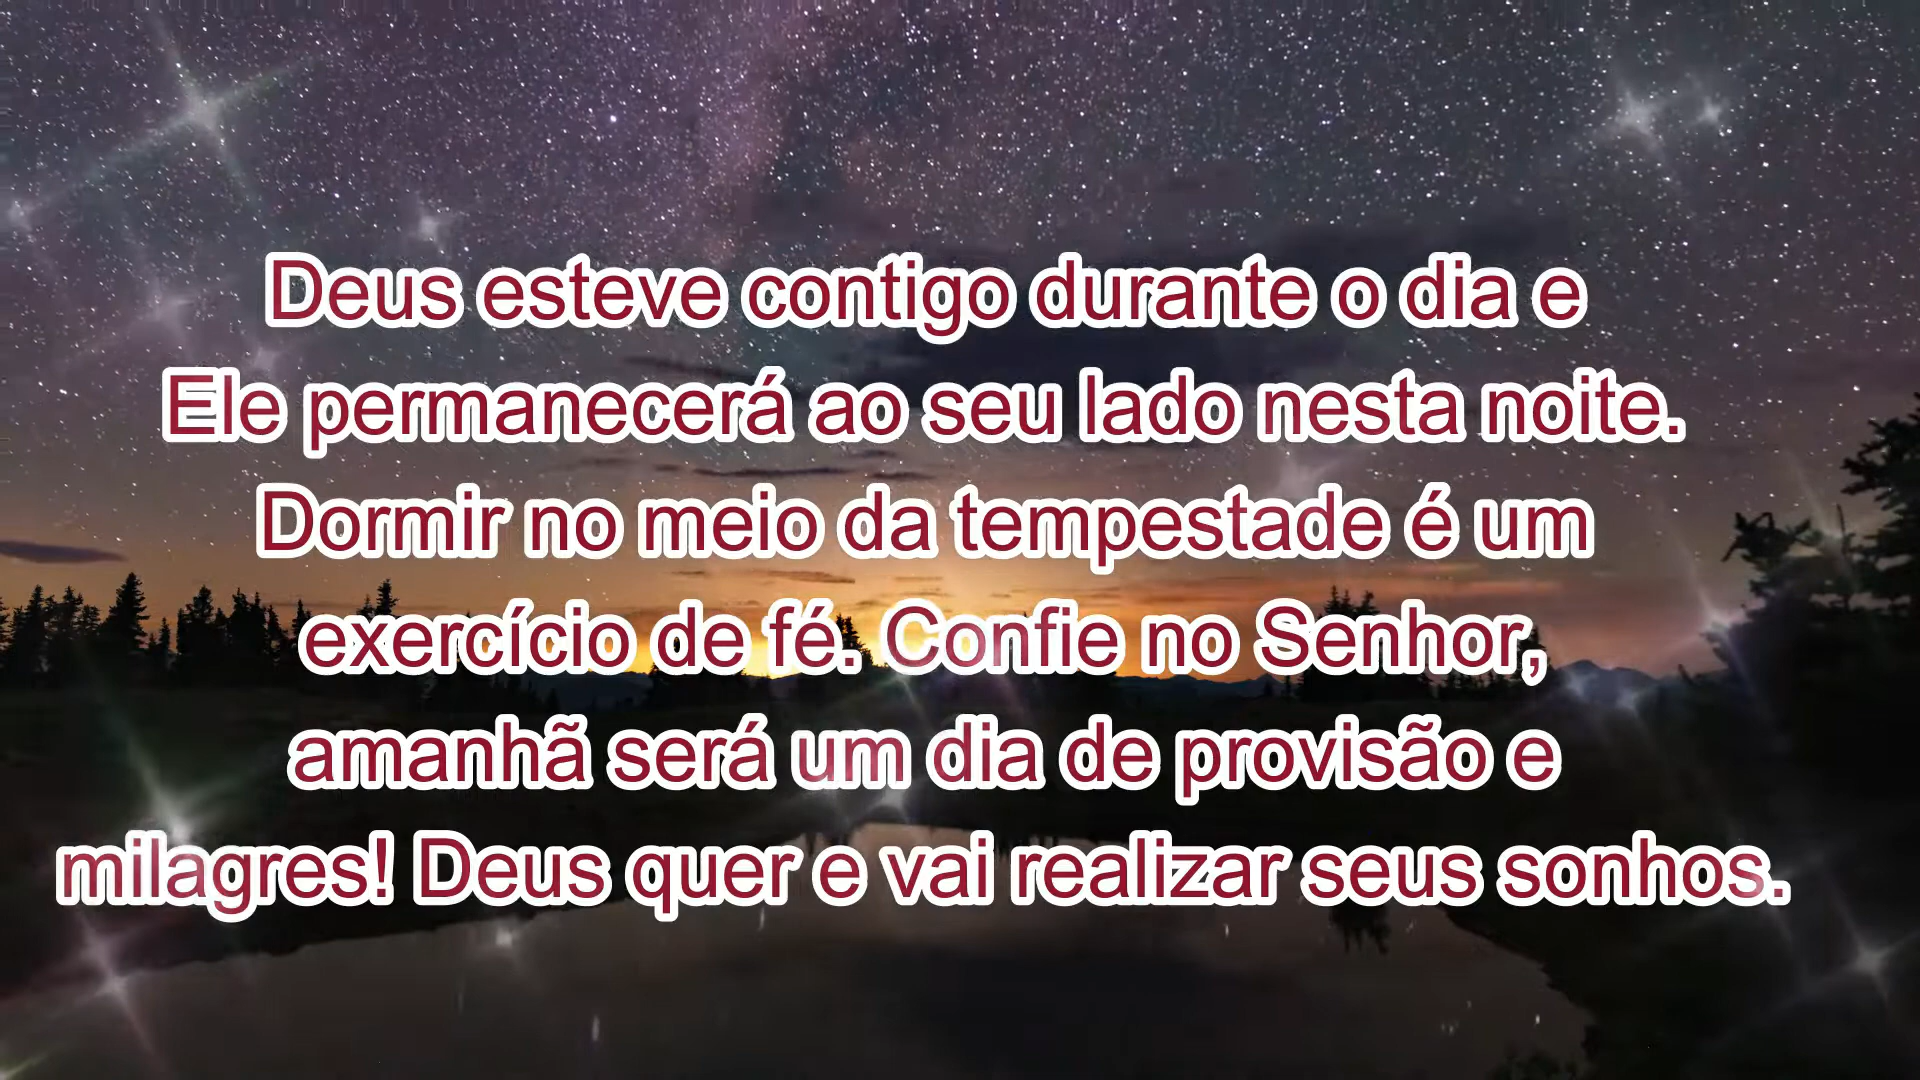 Deus esteve contigo durante o dia e
Ele permanecerá ao seu lado nesta noite.
Dormir no meio da tempestade é um
exercício de fé. Confie no Senhor,
amanhã será um dia de provisão e
milagres! Deus quer e vai realizar seus sonhos.